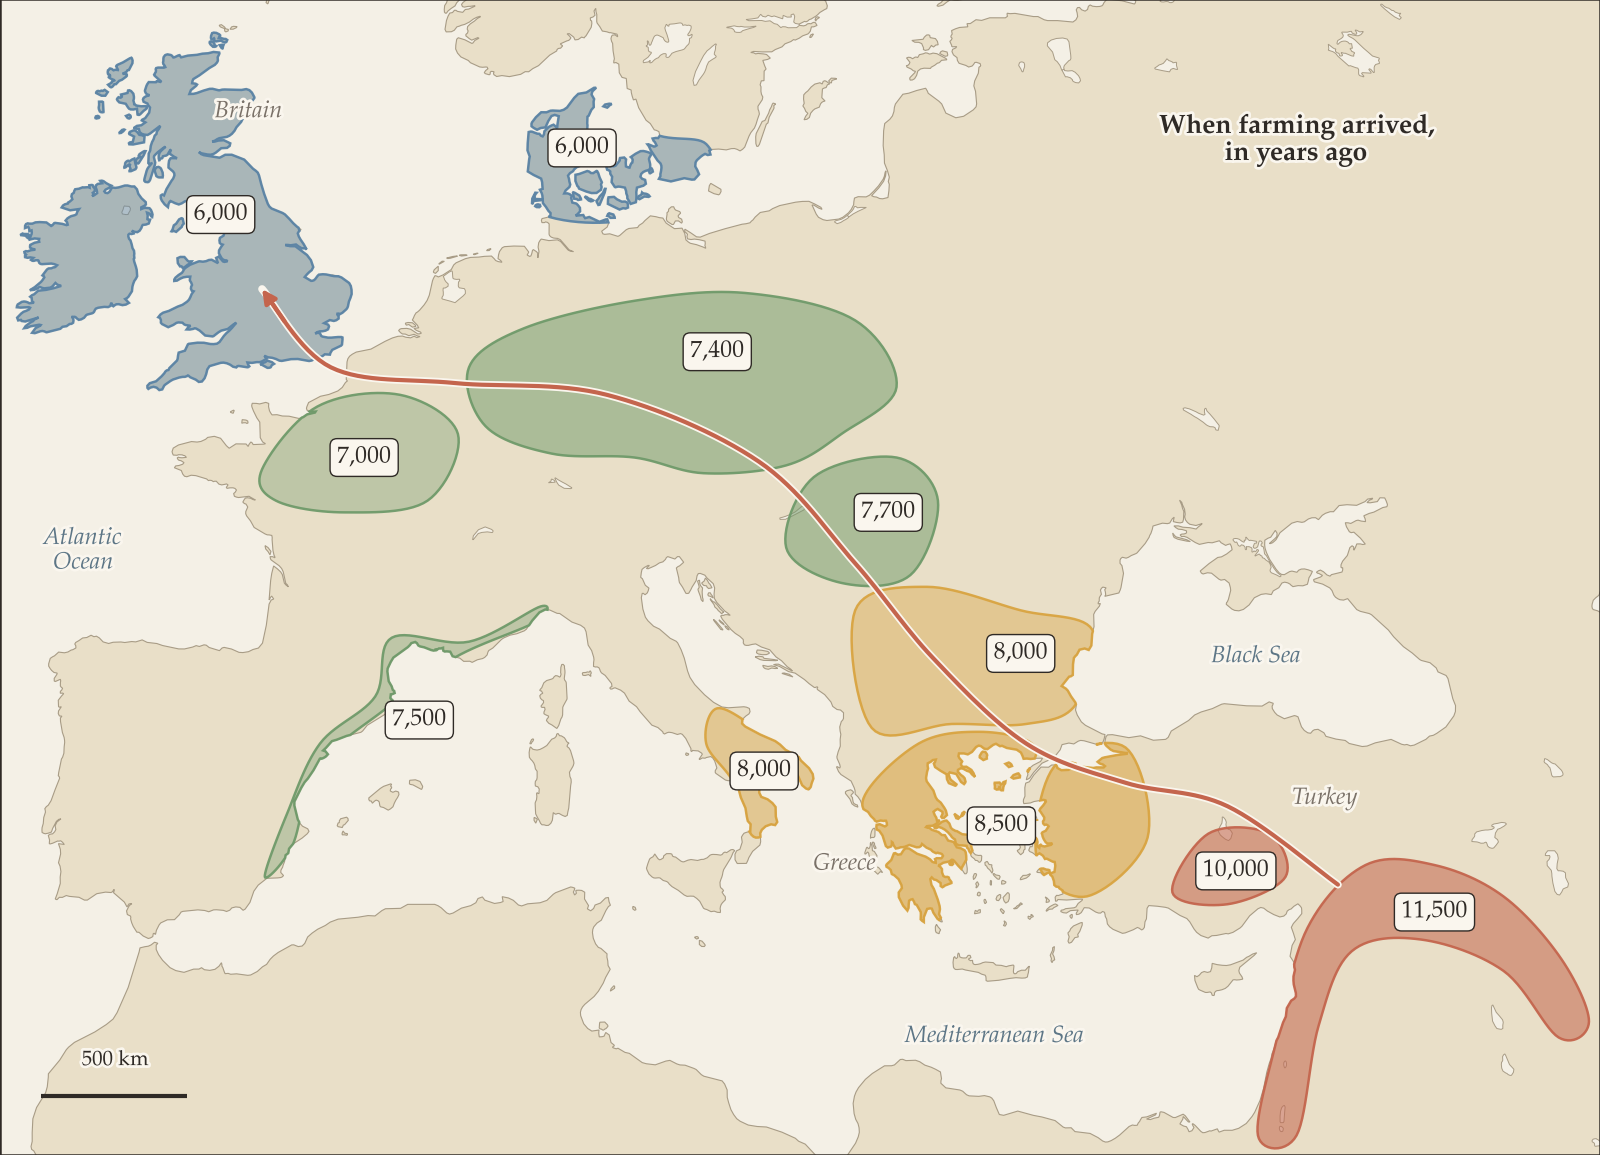 When farming arrived,
in years ago
Britain
6,000
6,000
7,400
7,000
7,700
Atlantic
Ocean
8,000
Black Sea
7,500
8,000
Turkey
8,500
Greece
10,000
11,500
Mediterranean Sea
500 km